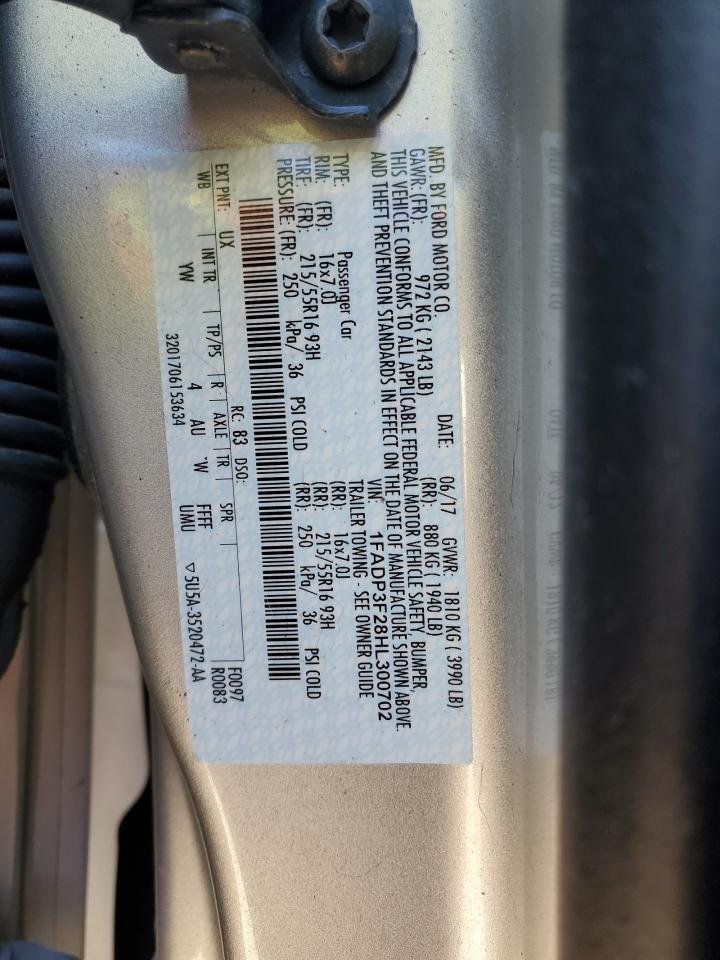 MFD. BY FORD MOTOR CO. DATE: 06/17 GVWR: 1810 KG ( 3990 LB)
GAWR: (FR): 972 KG ( 2143 LB) (RR): 880 KG ( 1940 LB)
THIS VEHICLE CONFORMS TO ALL APPLICABLE FEDERAL MOTOR VEHICLE SAFETY, BUMPER,
AND THEFT PREVENTION STANDARDS IN EFFECT ON THE DATE OF MANUFACTURE SHOWN ABOVE.
VIN 1FADP3F28HL300702
TYPE: Passenger Car TRAILER TOWING - SEE OWNER GUIDE
RIM: (FR): 16x7.0J (RR): 16x7.0J
TIRE: (FR): 215/55R16 93H (RR): 215/55R16 93H
PRESSURE: (FR): 250 kPa/ 36 PSI COLD (RR): 250 kPa/ 36 PSI COLD
F0097
EXT PNT: UX RC: 83 DSO: R0083
WB INT TR TP/PS R AXLE TR SPR
YW 4 AU W FFFF
3201706153634 UMU ▽5U5A-3520472-AA